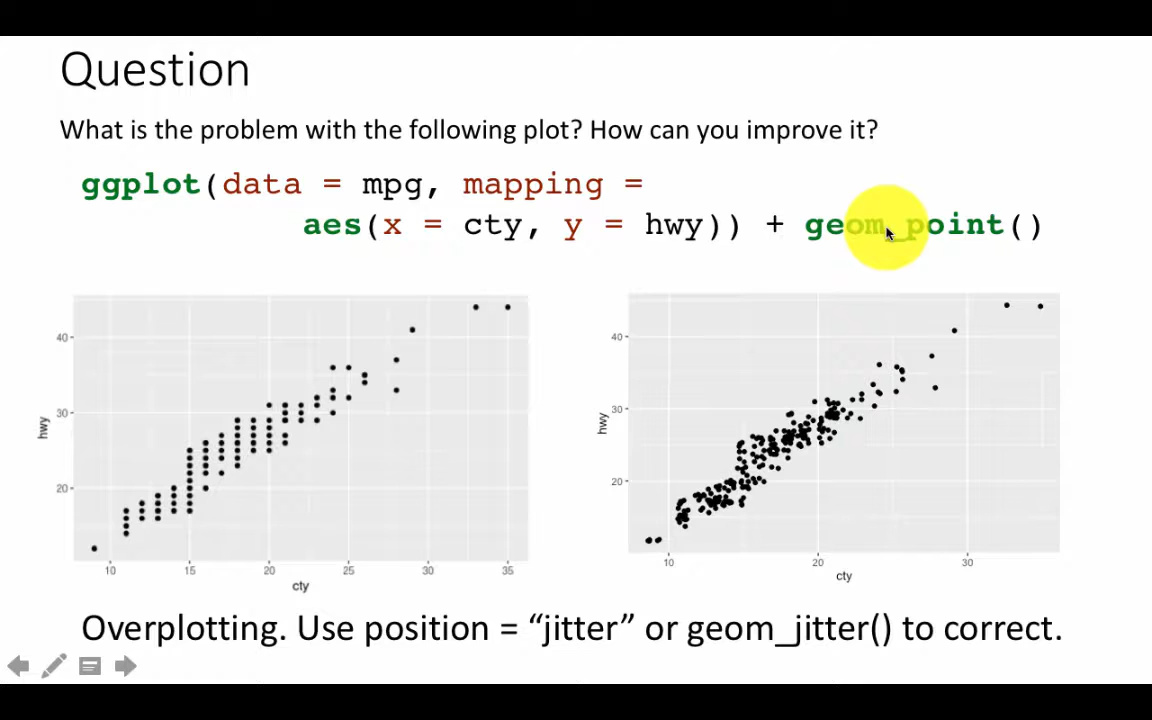 Question
What is the problem with the following plot? How can you improve it?
ggplot(data = mpg, mapping =
aes(x = cty, y = hwy)) + geom_point()
40
30
20
hwy
10 15 20 25 30 35
cty
40
30
20
hwy
10 20 30
cty
Overplotting. Use position = “jitter” or geom_jitter() to correct.